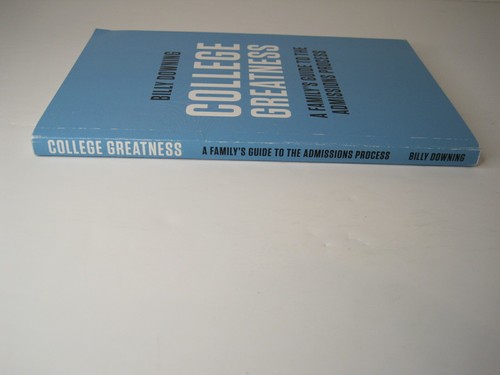 BILLY DOWNING
COLLEGE
GREATNESS
A FAMILY'S GUIDE TO THE
ADMISSIONS PROCESS
COLLEGE GREATNESS A FAMILY'S GUIDE TO THE ADMISSIONS PROCESS BILLY DOWNING